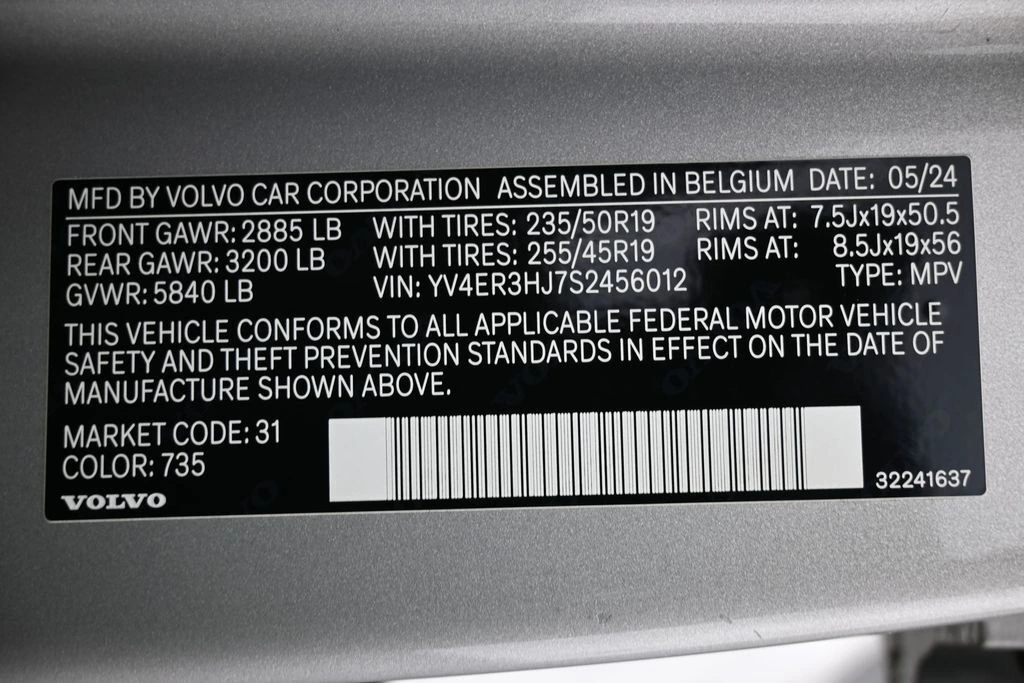 MFD BY VOLVO CAR CORPORATION ASSEMBLED IN BELGIUM DATE: 05/24
FRONT GAWR: 2885 LB WITH TIRES: 235/50R19 RIMS AT: 7.5Jx19x50.5
REAR GAWR: 3200 LB WITH TIRES: 255/45R19 RIMS AT: 8.5Jx19x56
GVWR: 5840 LB VIN: YV4ER3HJ7S2456012 TYPE: MPV
THIS VEHICLE CONFORMS TO ALL APPLICABLE FEDERAL MOTOR VEHICLE
SAFETY AND THEFT PREVENTION STANDARDS IN EFFECT ON THE DATE OF
MANUFACTURE SHOWN ABOVE.
MARKET CODE: 31
COLOR: 735
VOLVO
32241637